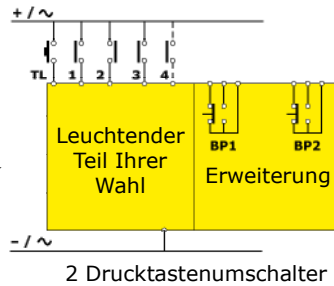 + / ~
TL 1 2 3 4
BP1 BP2
Leuchtender
Teil Ihrer
Wahl
Erweiterung
- / ~
2 Drucktastenumschalter